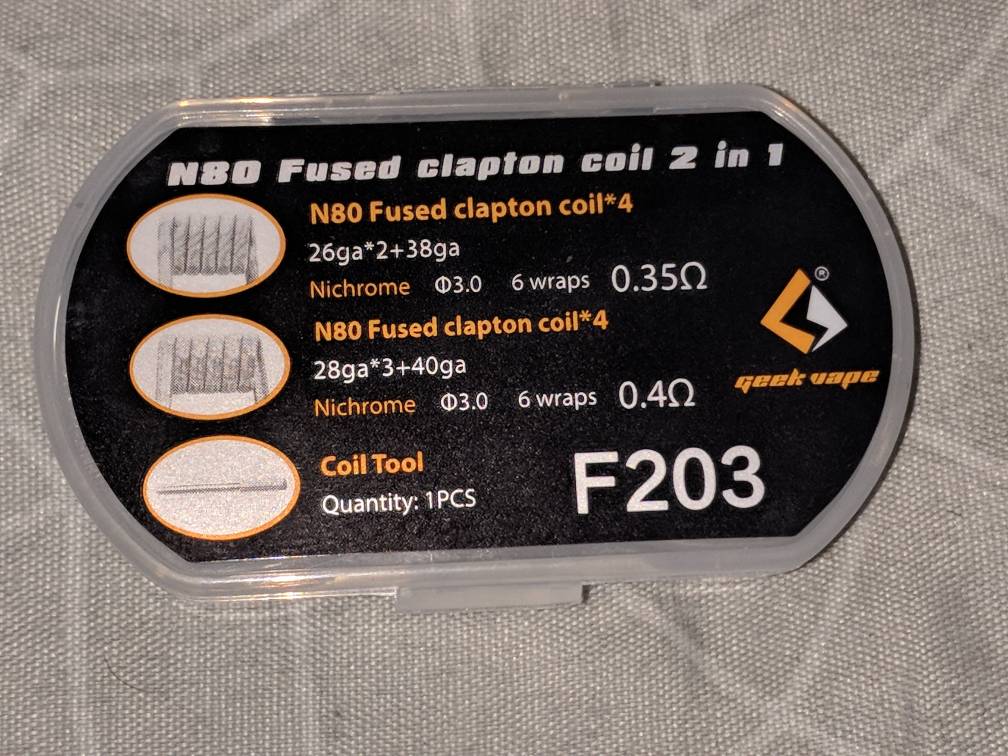 N80 Fused clapton coil 2 in 1
N80 Fused clapton coil*4
26ga*2+38ga
Nichrome Φ3.0 6 wraps 0.35Ω
N80 Fused clapton coil*4
28ga*3+40ga
Nichrome Φ3.0 6 wraps 0.4Ω
®
geek vape
Coil Tool
Quantity: 1PCS
F203